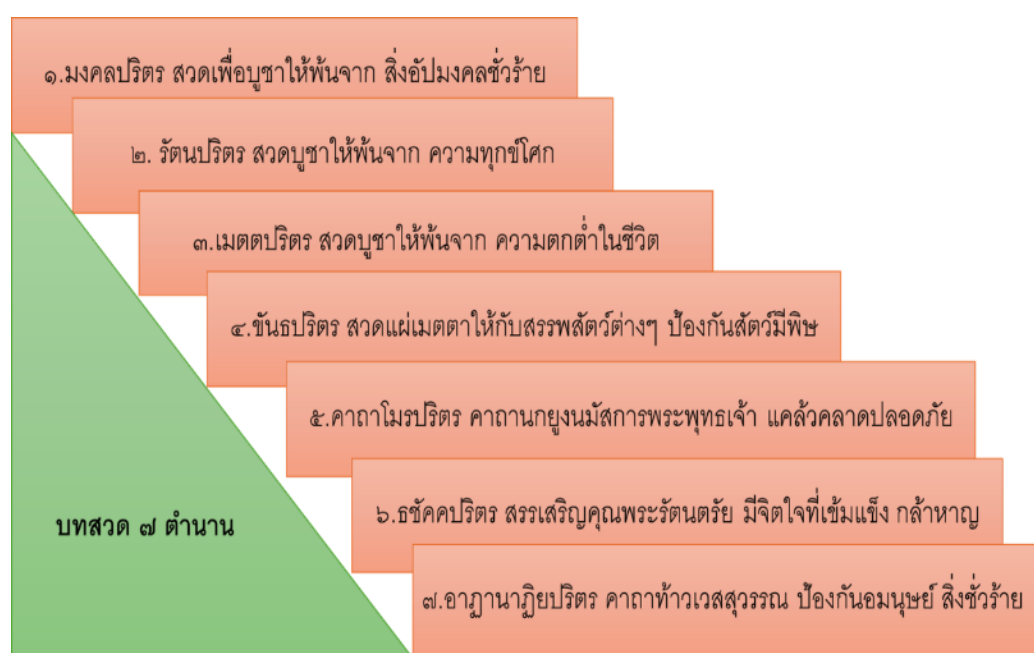 ๑.มงคลปริตร สวดเพื่อบูชาให้พ้นจาก สิ่งอัปมงคลชั่วร้าย
๒. รัตนปริตร สวดบูชาให้พ้นจาก ความทุกข์โศก
๓.เมตตปริตร สวดบูชาให้พ้นจาก ความตกต่ำในชีวิต
๔.ขันธปริตร สวดแผ่เมตตาให้กับสรรพสัตว์ต่างๆ ป้องกันสัตว์มีพิษ
๕.คาถาโมรปริตร คาถานกยูงนมัสการพระพุทธเจ้า แคล้วคลาดปลอดภัย
๖.ธชัคคปริตร สรรเสริญคุณพระรัตนตรัย มีจิตใจที่เข้มแข็ง กล้าหาญ
๗.อาฏานาฏิยปริตร คาถาท้าวเวสสุวรรณ ป้องกันอมนุษย์ สิ่งชั่วร้าย
บทสวด ๗ ตำนาน